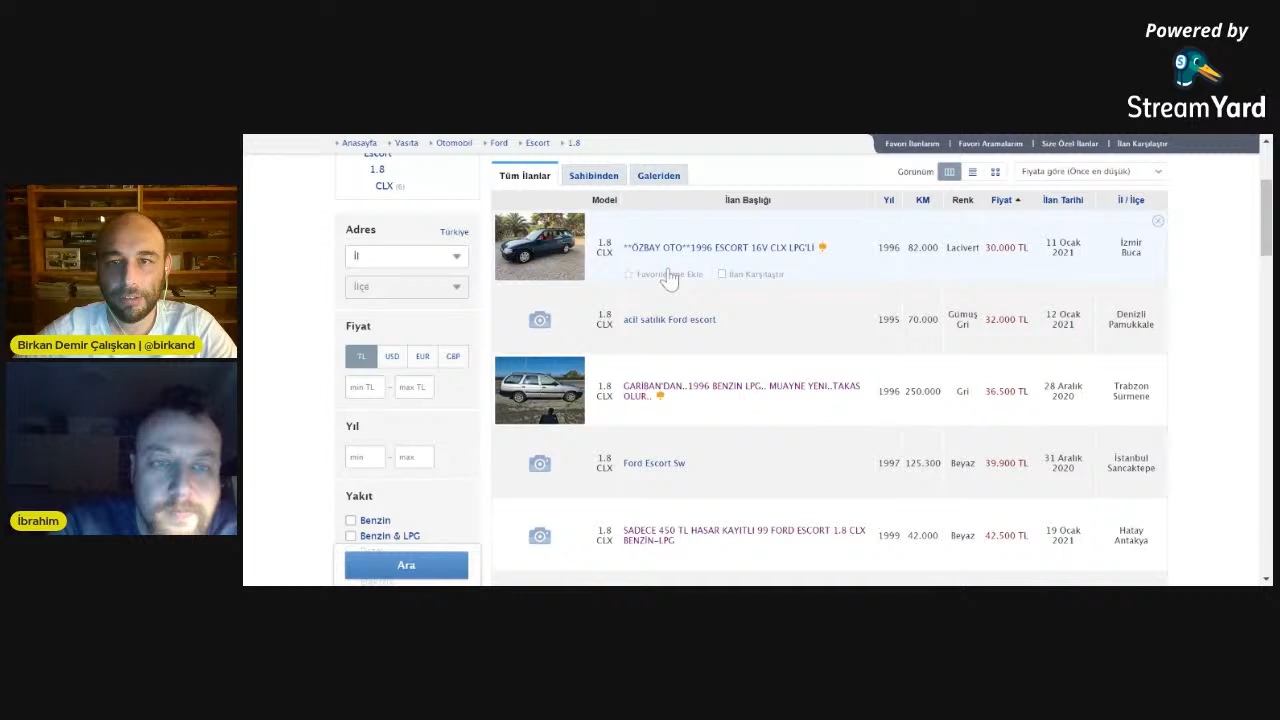 Powered by
StreamYard
Anasayfa Vasıta Otomobil Ford Escort 1.8
Favori İlanlarım | Favori Aramalarım | Size Özel İlanlar | İlan Karşılaştır
Escort
1.8
CLX (6)
Tüm İlanlar Sahibinden Galeriden
Görünüm Fiyata göre (Önce en düşük)
Model İlan Başlığı Yıl KM Renk Fiyat İlan Tarihi İl / İlçe
1.8 CLX **ÖZBAY OTO**1996 ESCORT 16V CLX LPG'Lİ 1996 82.000 Lacivert 30.000 TL 11 Ocak 2021 İzmir Buca
Ekle İlan Karşılaştır
1.8 CLX acil satılık Ford escort 1995 70.000 Gümüş Gri 32.000 TL 12 Ocak 2021 Denizli Pamukkale
1.8 CLX GARİBAN'DAN..1996 BENZİN LPG.. MUAYNE YENİ..TAKAS OLUR.. 1996 250.000 Gri 36.500 TL 28 Aralık 2020 Trabzon Sürmene
1.8 CLX Ford Escort Sw 1997 125.300 Beyaz 39.900 TL 31 Aralık 2020 İstanbul Sancaktepe
1.8 CLX SADECE 450 TL HASAR KAYITLI 99 FORD ESCORT 1.8 CLX BENZİN-LPG 1999 42.000 Beyaz 42.500 TL 19 Ocak 2021 Hatay Antakya
Adres Türkiye
İl
İlçe
Fiyat
TL USD EUR GBP
min TL - max TL
Yıl
min - max
Yakıt
Benzin
Benzin & LPG
Ara
Birkan Demir Çalışkan | @birkand
İbrahim